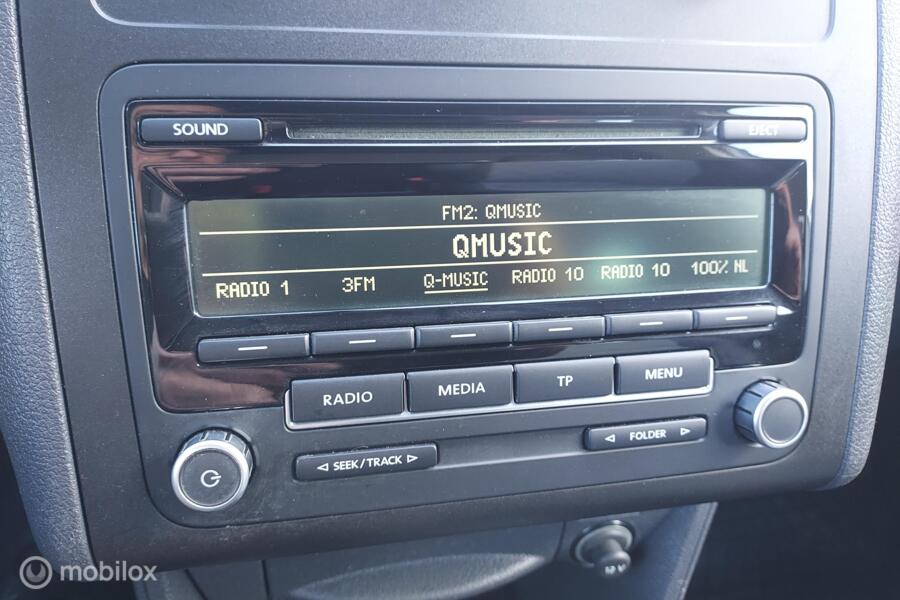 SOUND
EJECT
FM2: QMUSIC
QMUSIC
RADIO 1 3FM Q-MUSIC RADIO 10 RADIO 10 100% NL
RADIO MEDIA TP MENU
SEEK/TRACK FOLDER
12 V
mobilox